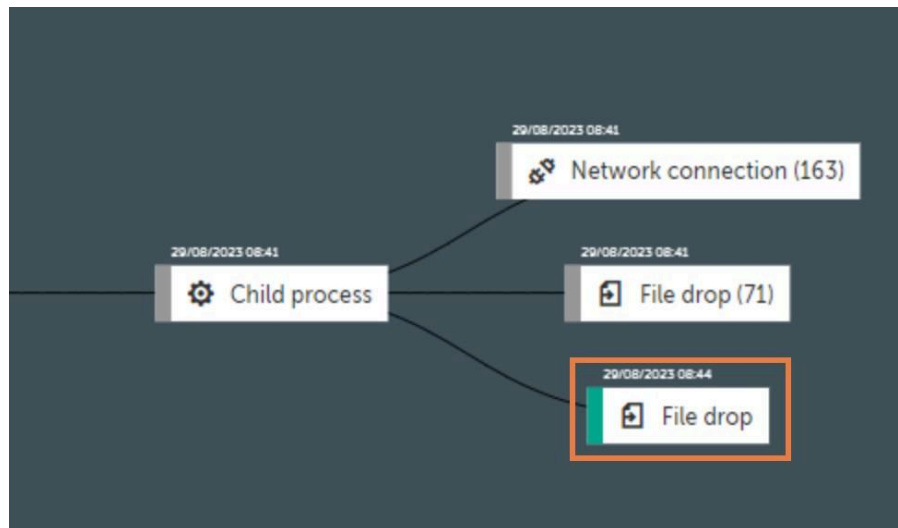 29/08/2023 08:41
Network connection (163)
29/08/2023 08:41
Child process
29/08/2023 08:41
File drop (71)
29/08/2023 08:44
File drop